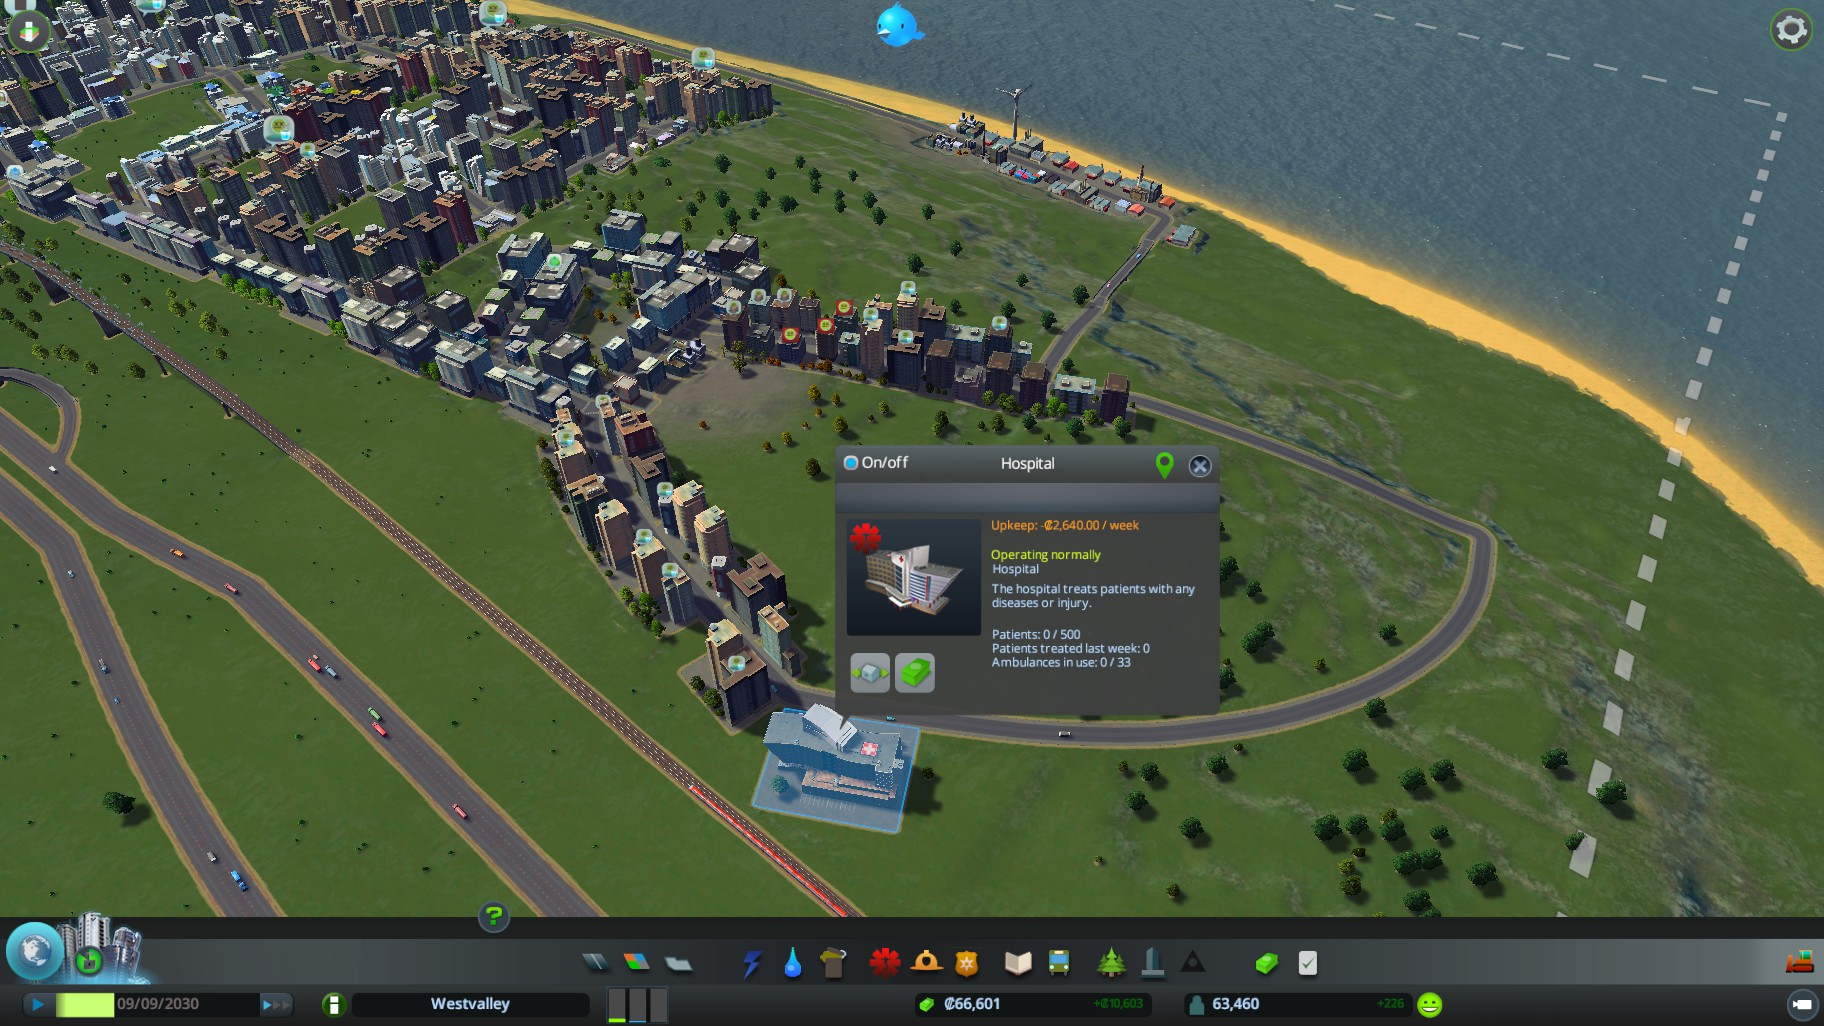 On/off
Hospital
Upkeep: -₡2,640.00 / week
Operating normally
Hospital
The hospital treats patients with any
diseases or injury.
Patients: 0 / 500
Patients treated last week: 0
Ambulances in use: 0 / 33
?
09/09/2030
Westvalley
₡66,601
+₡10,603
63,460
+226